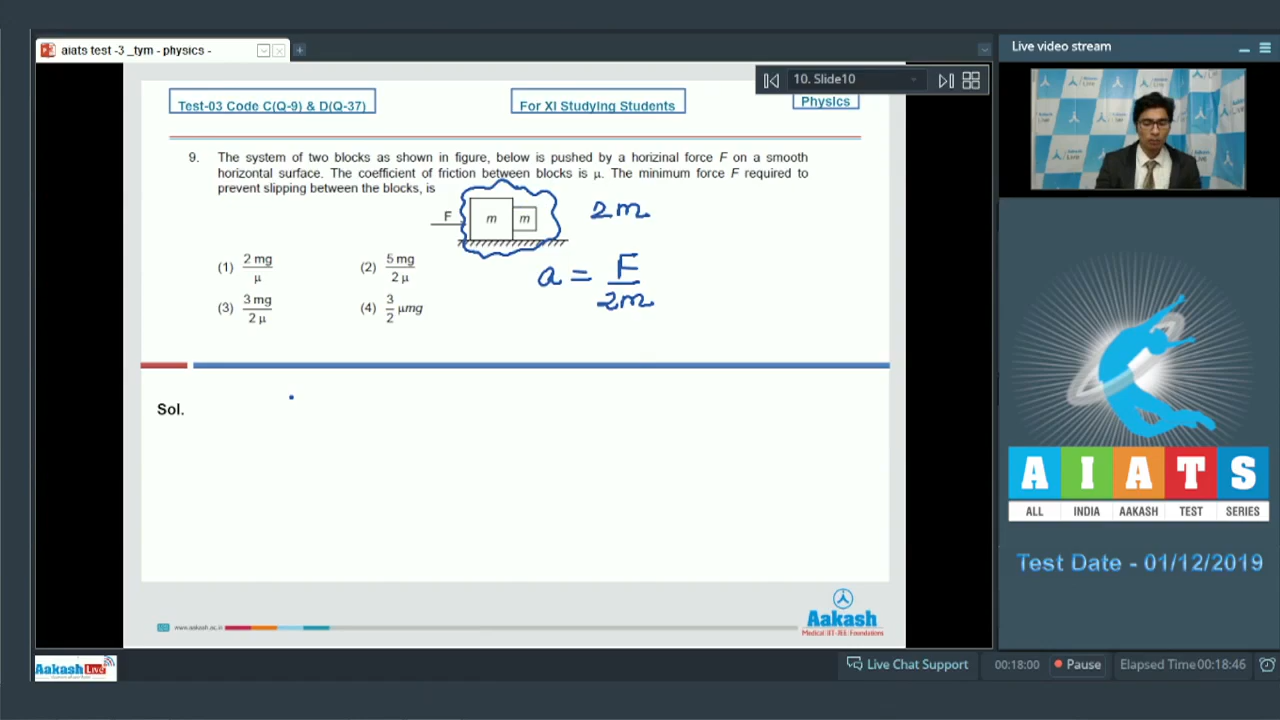 aiats test -3 _tym - physics -
Live video stream
10. Slide10
Test-03 Code C(Q-9) & D(Q-37)
For XI Studying Students
Physics
9. The system of two blocks as shown in figure, below is pushed by a horizinal force F on a smooth
horizontal surface. The coefficient of friction between blocks is μ. The minimum force F required to
prevent slipping between the blocks, is
F
m
m
2m
a = F/2m
(1) 2 mg/μ
(2) 5 mg/2 μ
(3) 3 mg/2 μ
(4) 3/2 μmg
Sol.
A I A T S
ALL INDIA AAKASH TEST SERIES
Test Date - 01/12/2019
Aakash
Medical|IIT-JEE|Foundations
Aakash Live
Live Chat Support
00:18:00
Pause
Elapsed Time 00:18:46